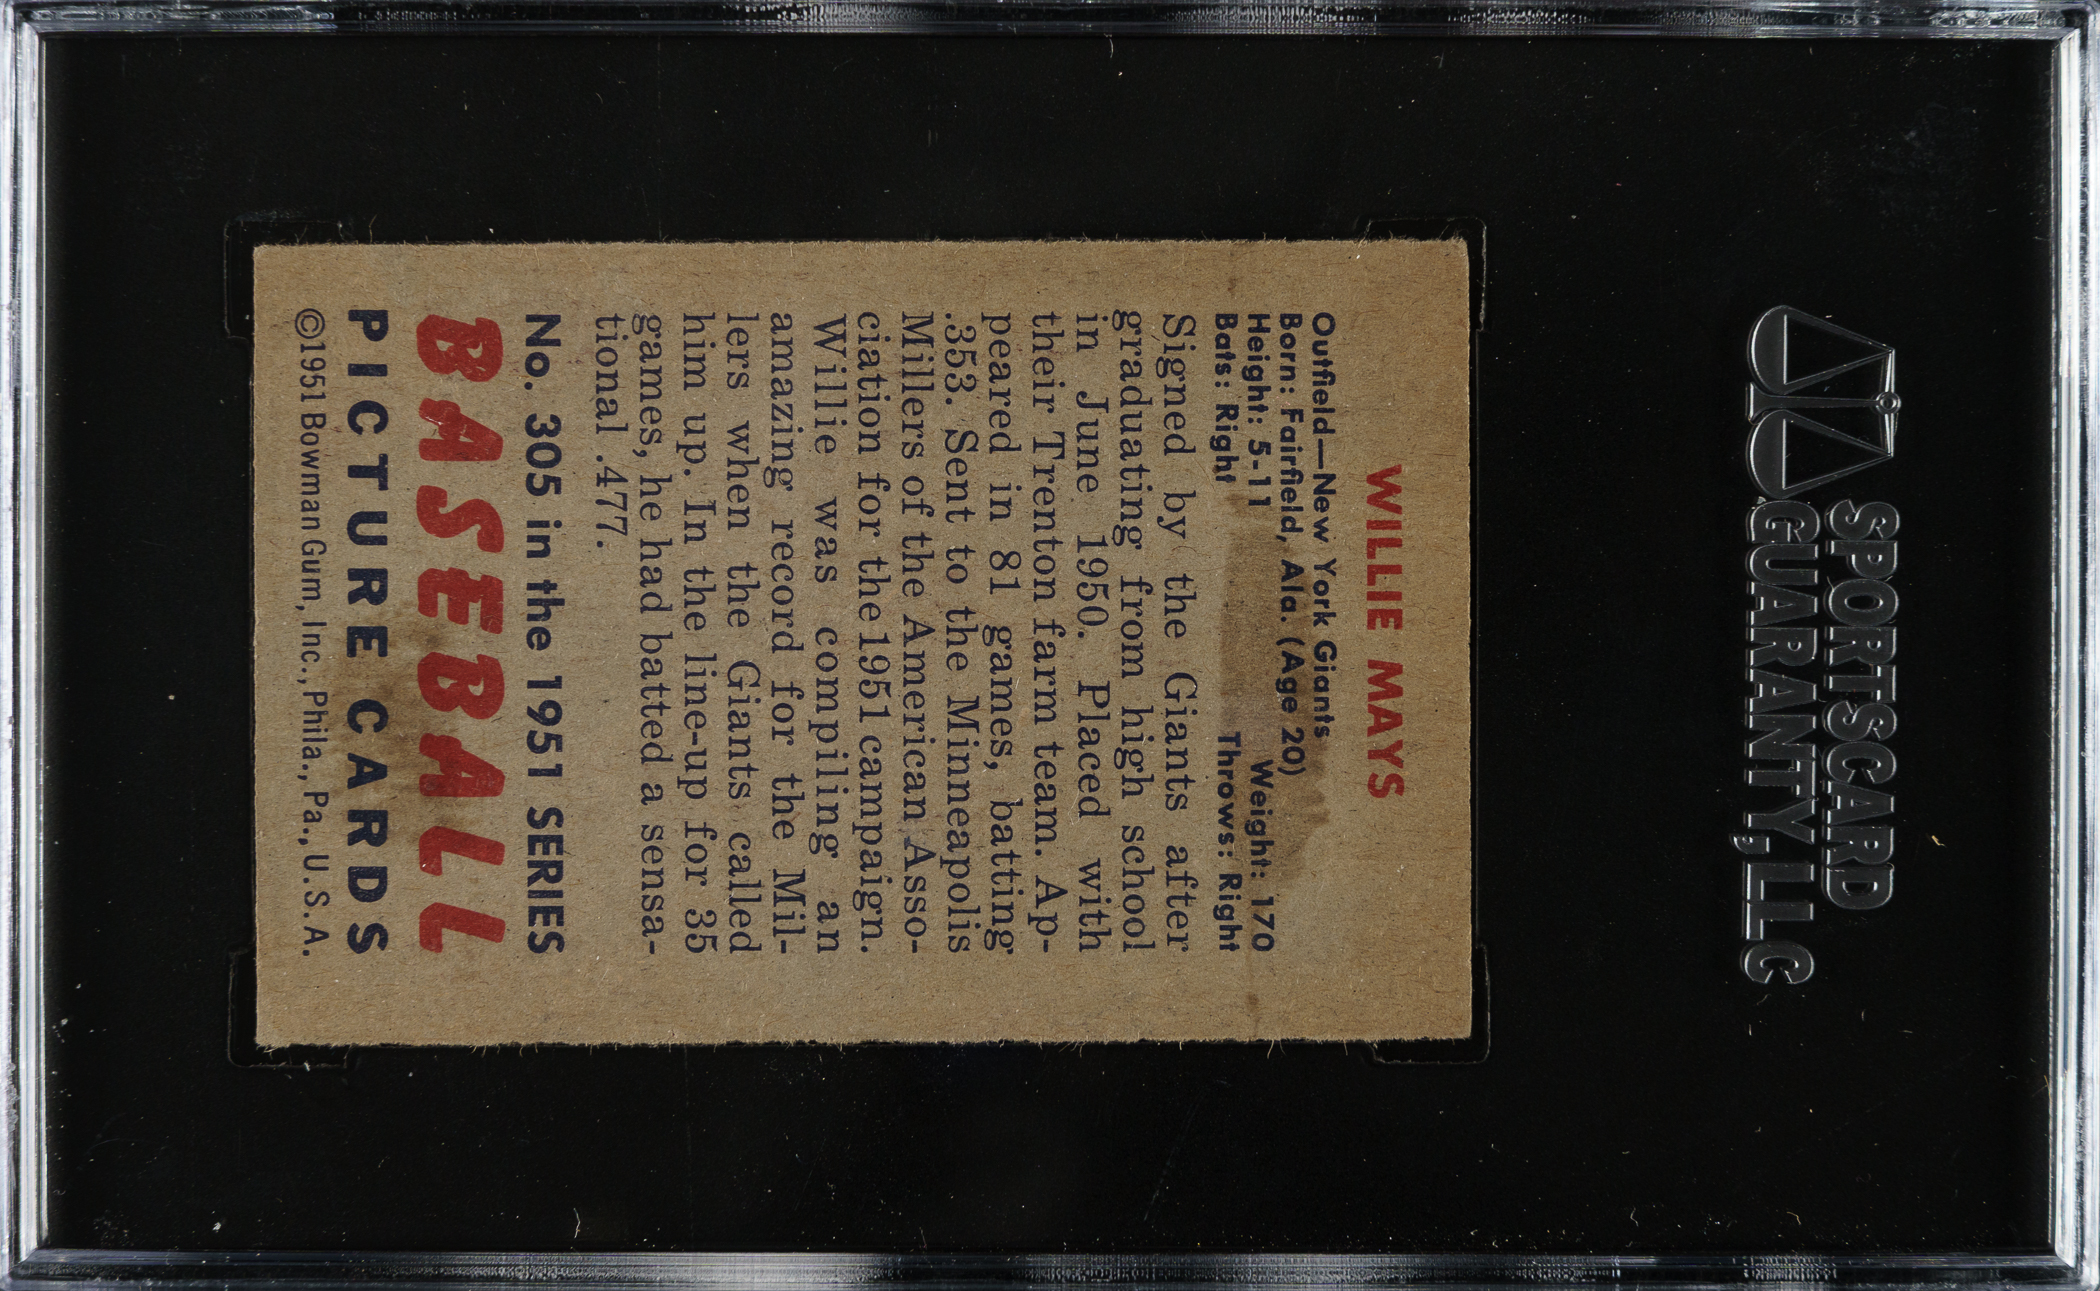 SPORTSCARD
GUARANTY, LLC
WILLIE MAYS
Outfield—New York Giants
Born: Fairfield, Ala. (Age 20)
Height: 5-11 Weight: 170
Bats: Right Throws: Right
Signed by the Giants after
graduating from high school
in June 1950. Placed with
their Trenton farm team. Ap-
peared in 81 games, batting
.353. Sent to the Minneapolis
Millers of the American Asso-
ciation for the 1951 campaign.
Willie was compiling an
amazing record for the Mil-
lers when the Giants called
him up. In the line-up for 35
games, he had batted a sensa-
tional .477.
No. 305 in the 1951 SERIES
BASEBALL
PICTURE CARDS
©1951 Bowman Gum, Inc., Phila., Pa., U.S.A.